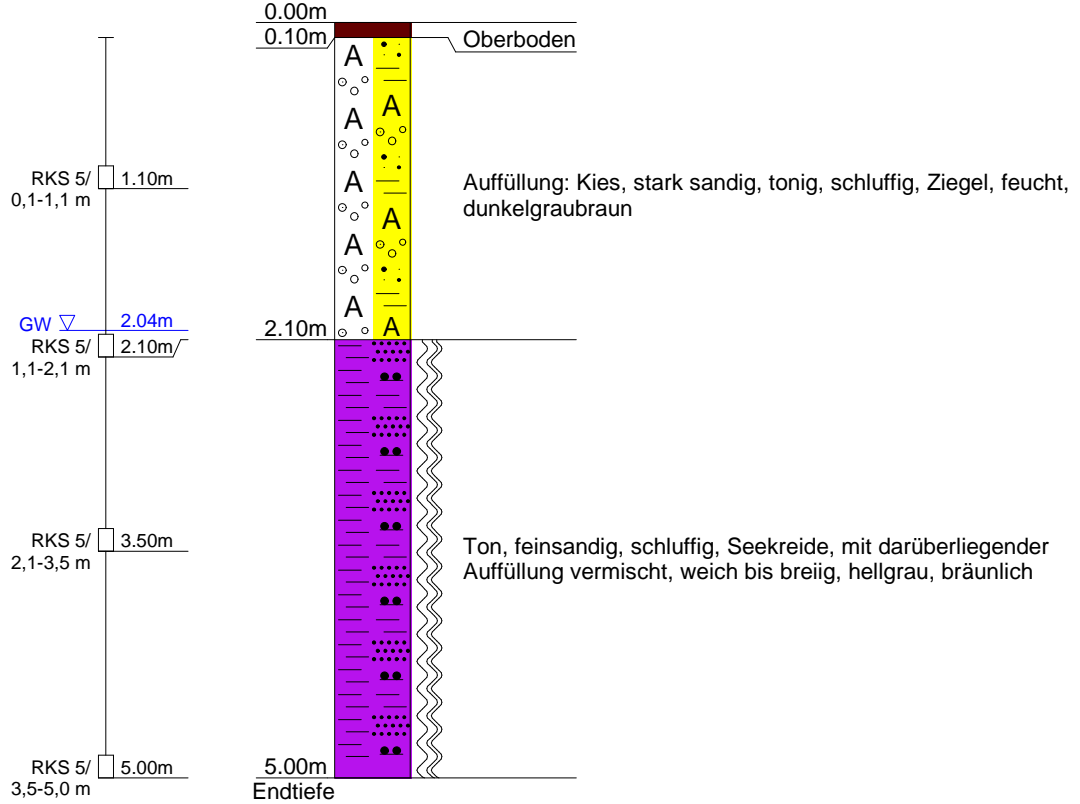 0.00m
0.10m
Oberboden
A
A
A
A
A
A
A
A
RKS 5/ 1.10m
0,1-1,1 m
Auffüllung: Kies, stark sandig, tonig, schluffig, Ziegel, feucht,
dunkelgraubraun
GW 2.04m
2.10m
RKS 5/ 2.10m
1,1-2,1 m
RKS 5/ 3.50m
2,1-3,5 m
Ton, feinsandig, schluffig, Seekreide, mit darüberliegender
Auffüllung vermischt, weich bis breiig, hellgrau, bräunlich
RKS 5/ 5.00m
3,5-5,0 m
5.00m
Endtiefe